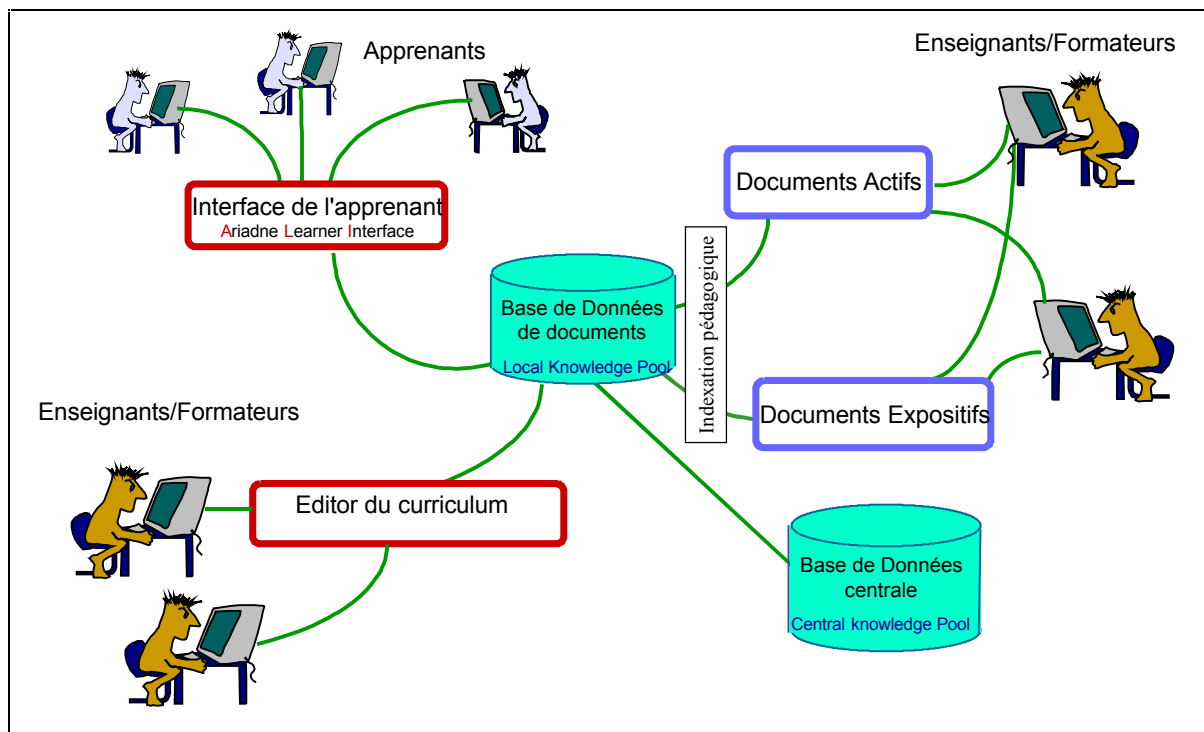 Apprenants
Enseignants/Formateurs
Interface de l'apprenant
Ariadne Learner Interface
Documents Actifs
Indexation pédagogique
Base de Données
de documents
Local Knowledge Pool
Documents Expositifs
Enseignants/Formateurs
Editor du curriculum
Base de Données
centrale
Central knowledge Pool